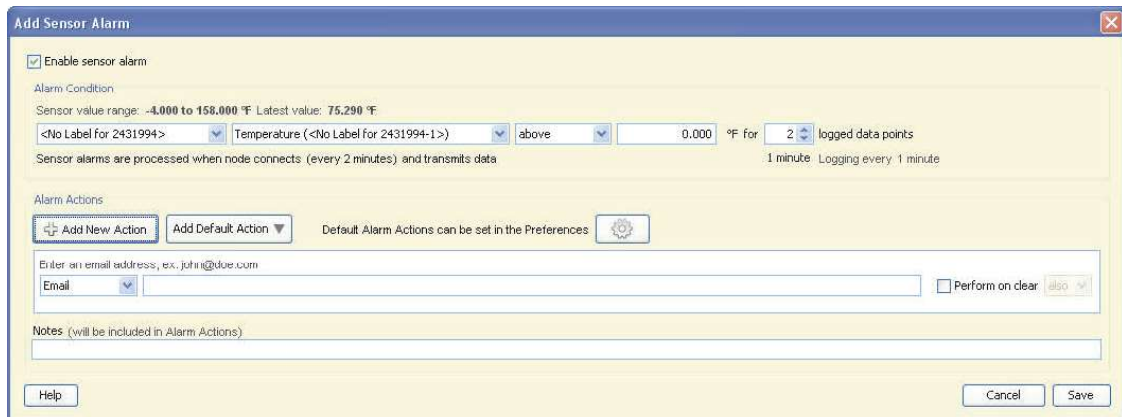 Add Sensor Alarm
Enable sensor alarm
Alarm Condition
Sensor value range: -4.000 to 158.000 °F Latest value: 75.290 °F
<No Label for 2431994> Temperature (<No Label for 2431994-1>) above 0.000 °F for 2 logged data points
Sensor alarms are processed when node connects (every 2 minutes) and transmits data 1 minute Logging every 1 minute
Alarm Actions
Add New Action Add Default Action Default Alarm Actions can be set in the Preferences
Enter an email address, ex. john@doe.com
Email Perform on clear also
Notes (will be included in Alarm Actions)
Help Cancel Save